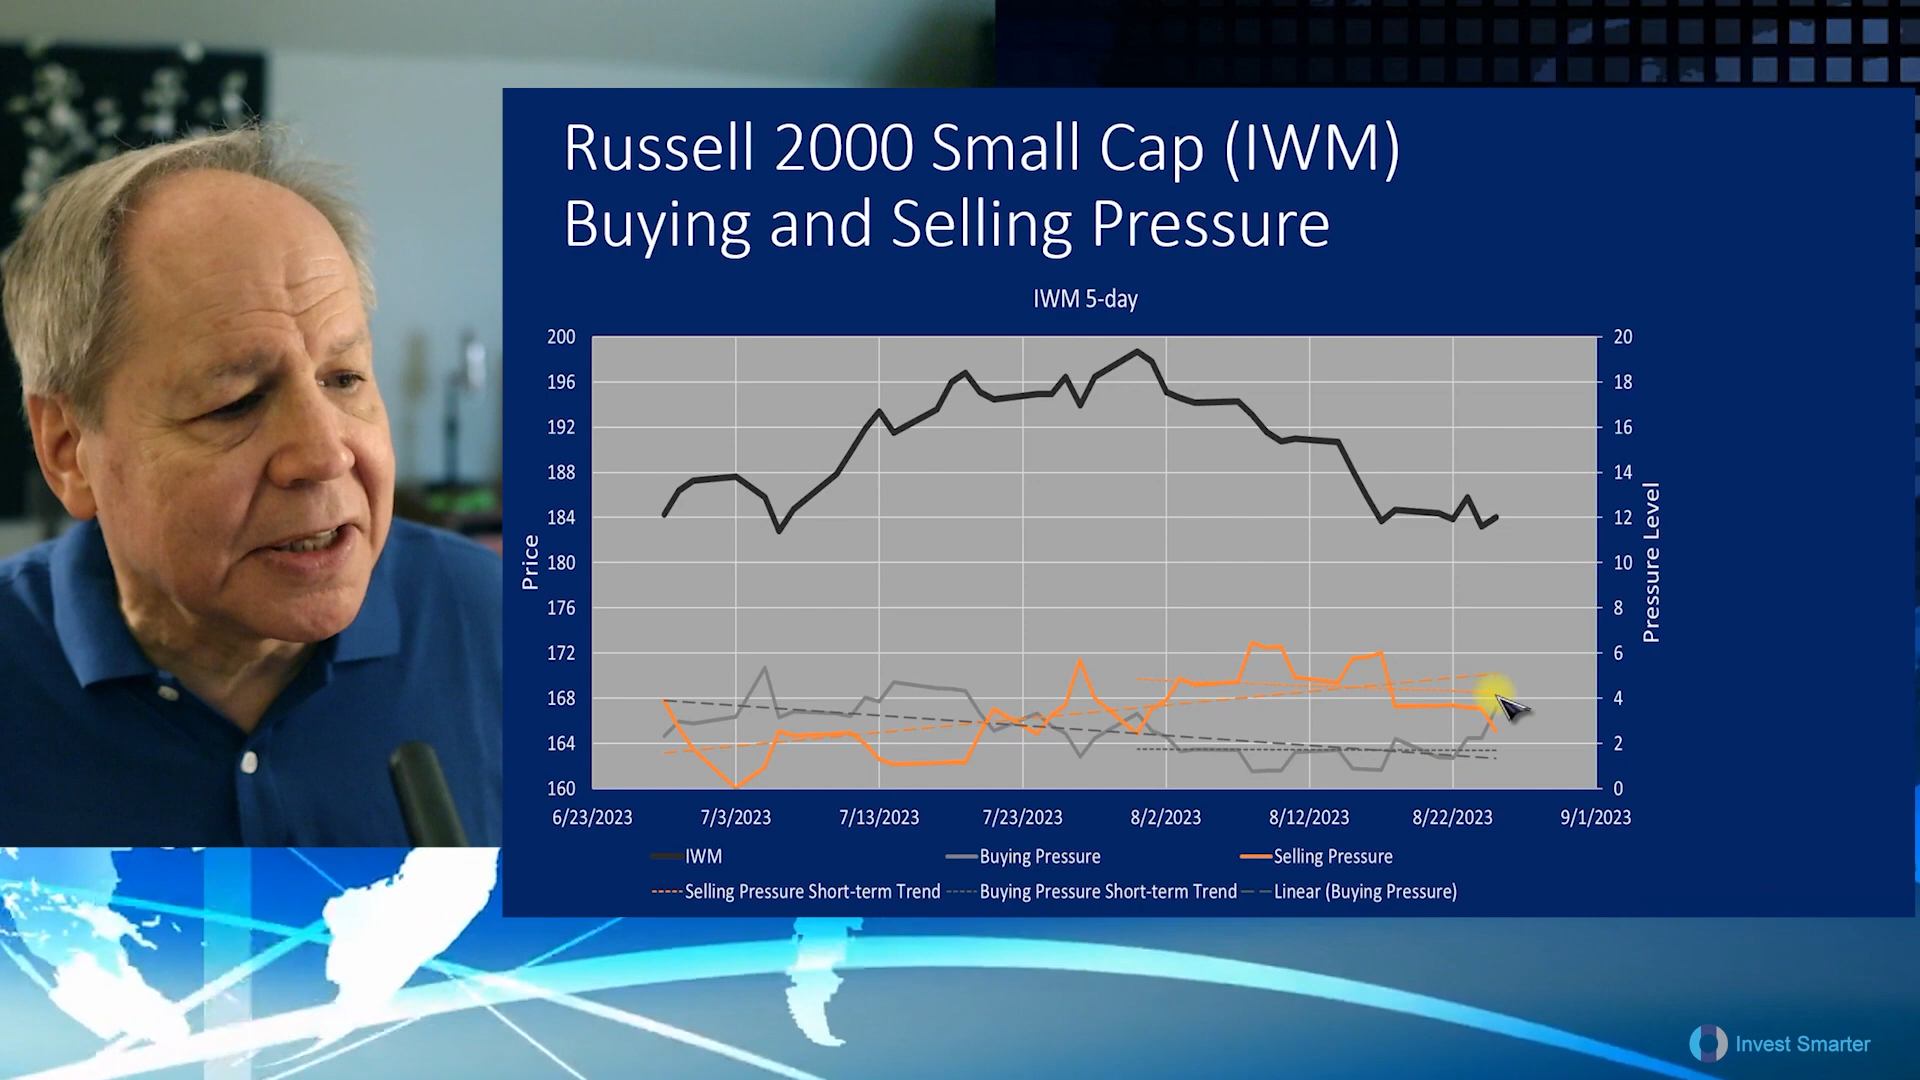 Russell 2000 Small Cap (IWM)
Buying and Selling Pressure
IWM 5-day
200
196
192
188
184
180
176
172
168
164
160
Price
20
18
16
14
12
10
8
6
4
2
0
Pressure Level
6/23/2023 7/3/2023 7/13/2023 7/23/2023 8/2/2023 8/12/2023 8/22/2023 9/1/2023
IWM Buying Pressure Selling Pressure
Selling Pressure Short-term Trend Buying Pressure Short-term Trend Linear (Buying Pressure)
Invest Smarter